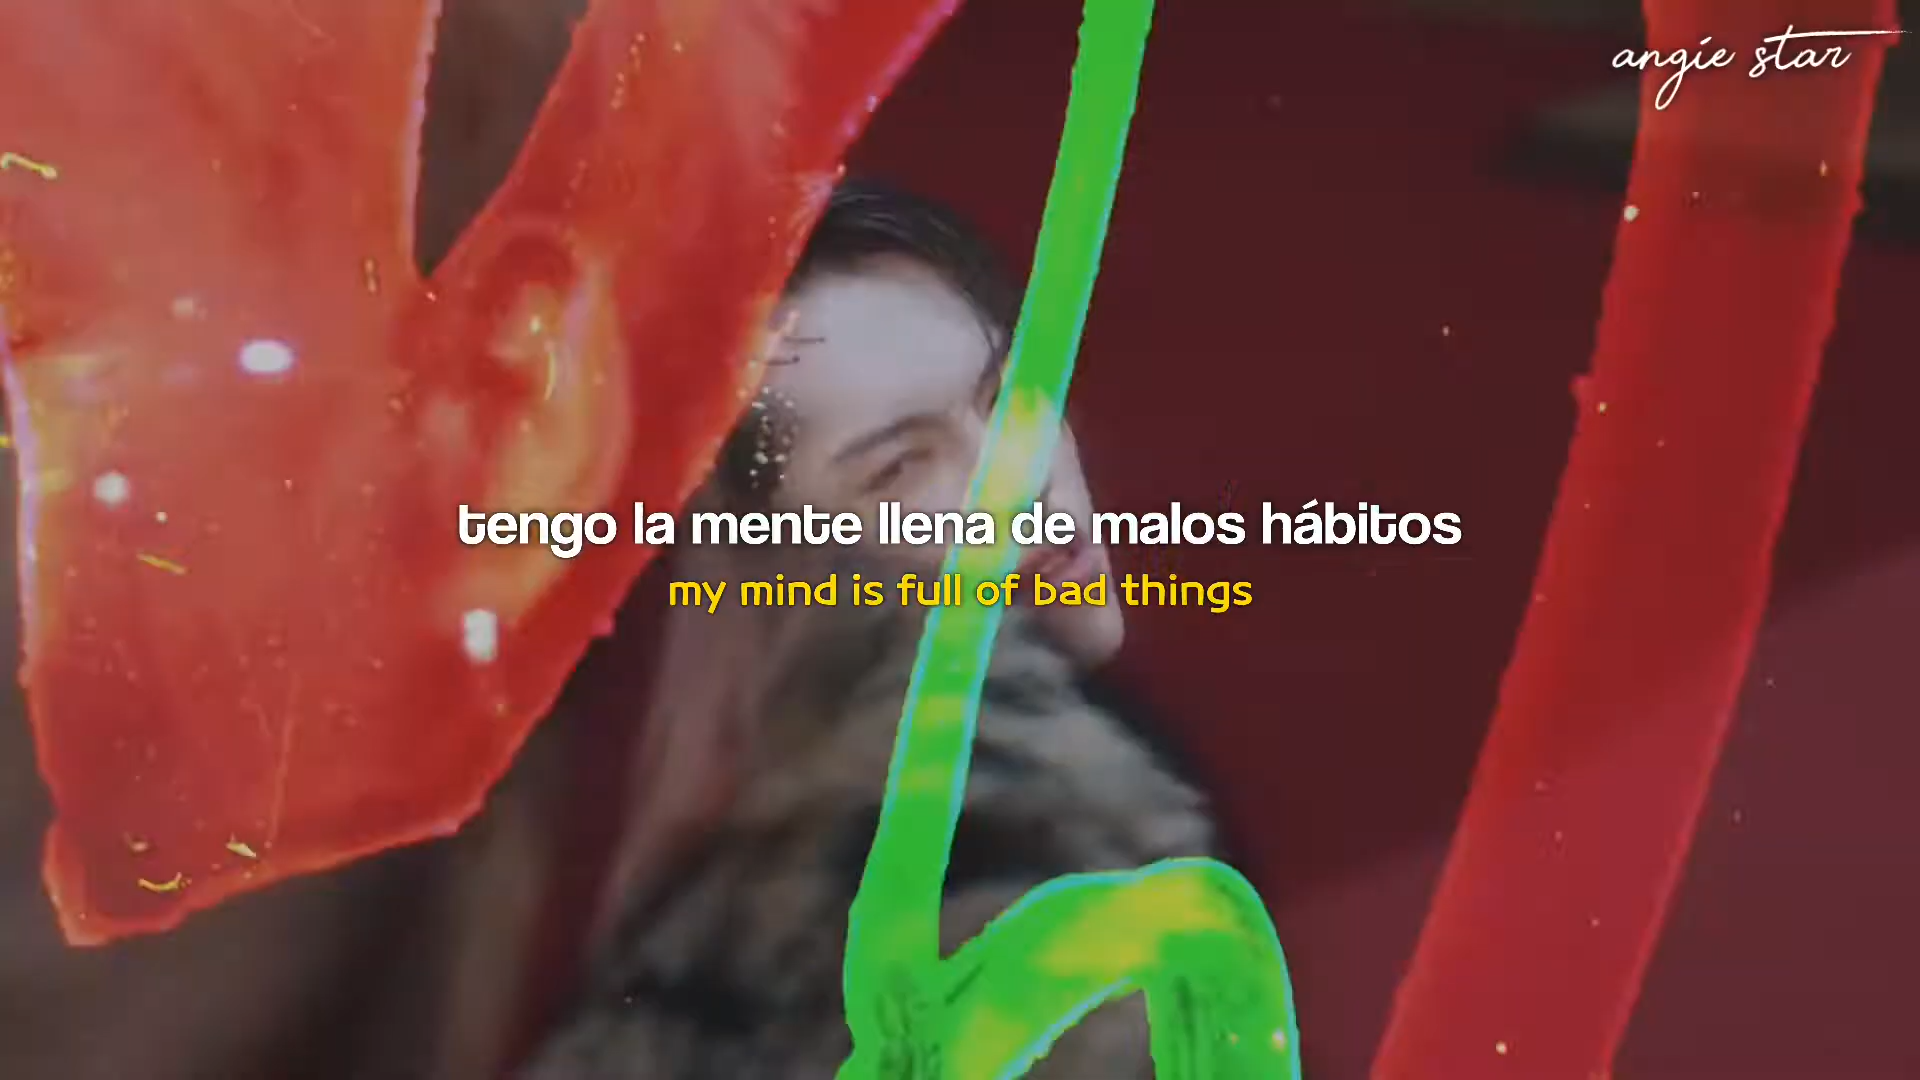 angie star
tengo la mente llena de malos hábitos
my mind is full of bad things